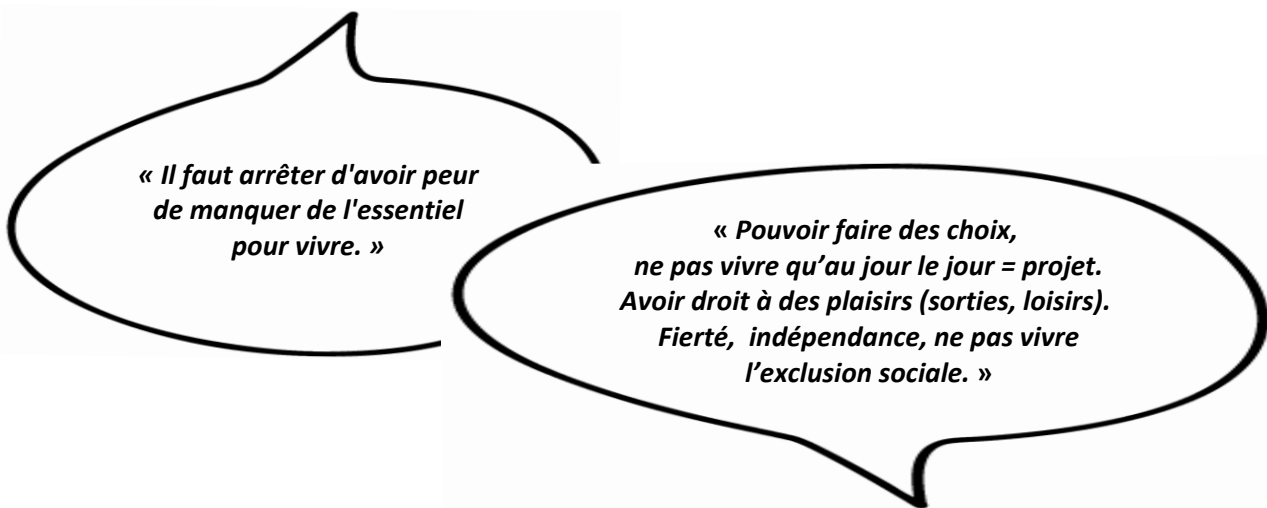 « Il faut arrêter d'avoir peur
de manquer de l'essentiel
pour vivre. »
« Pouvoir faire des choix,
ne pas vivre qu’au jour le jour = projet.
Avoir droit à des plaisirs (sorties, loisirs).
Fierté, indépendance, ne pas vivre
l’exclusion sociale. »